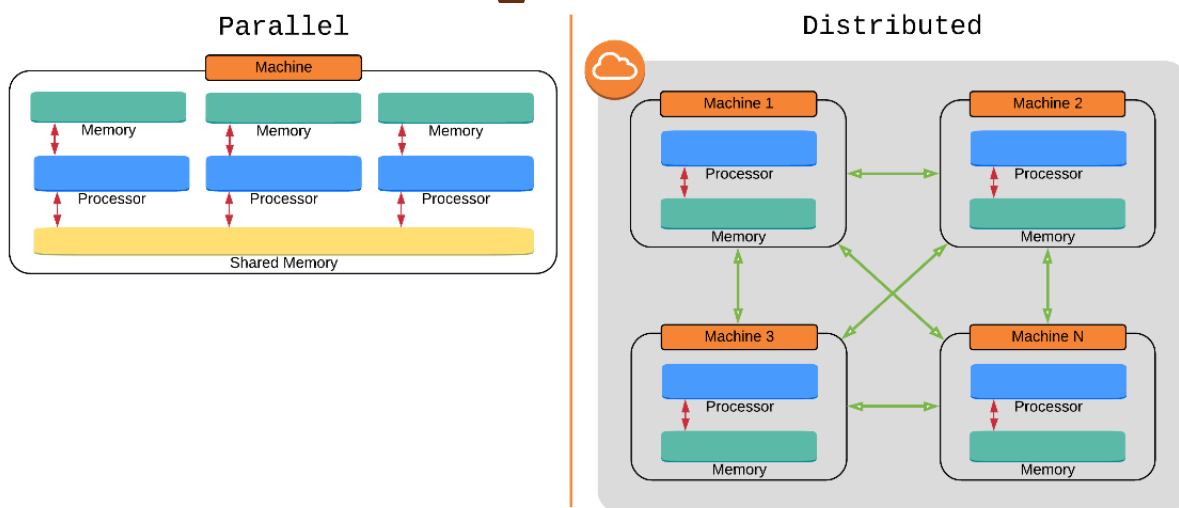 Parallel
Machine
Memory Memory Memory
Processor Processor Processor
Shared Memory
Distributed
Machine 1 Machine 2
Processor Processor
Memory Memory
Machine 3 Machine N
Processor Processor
Memory Memory